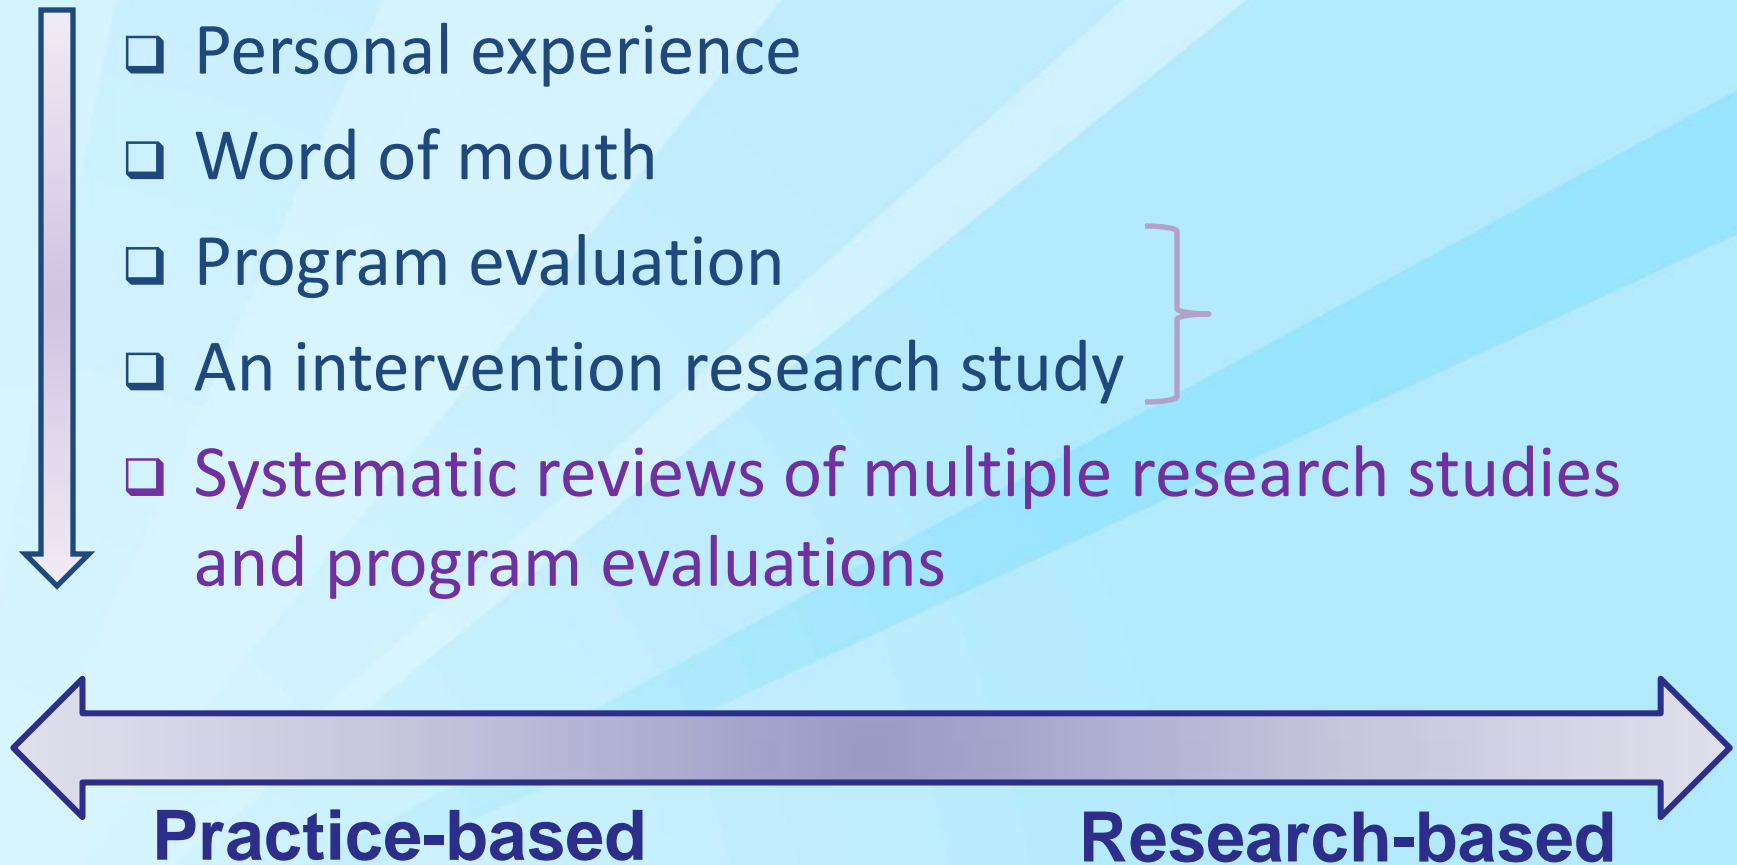 ❑ Personal experience
❑ Word of mouth
❑ Program evaluation
❑ An intervention research study
❑ Systematic reviews of multiple research studies
and program evaluations
Practice-based Research-based